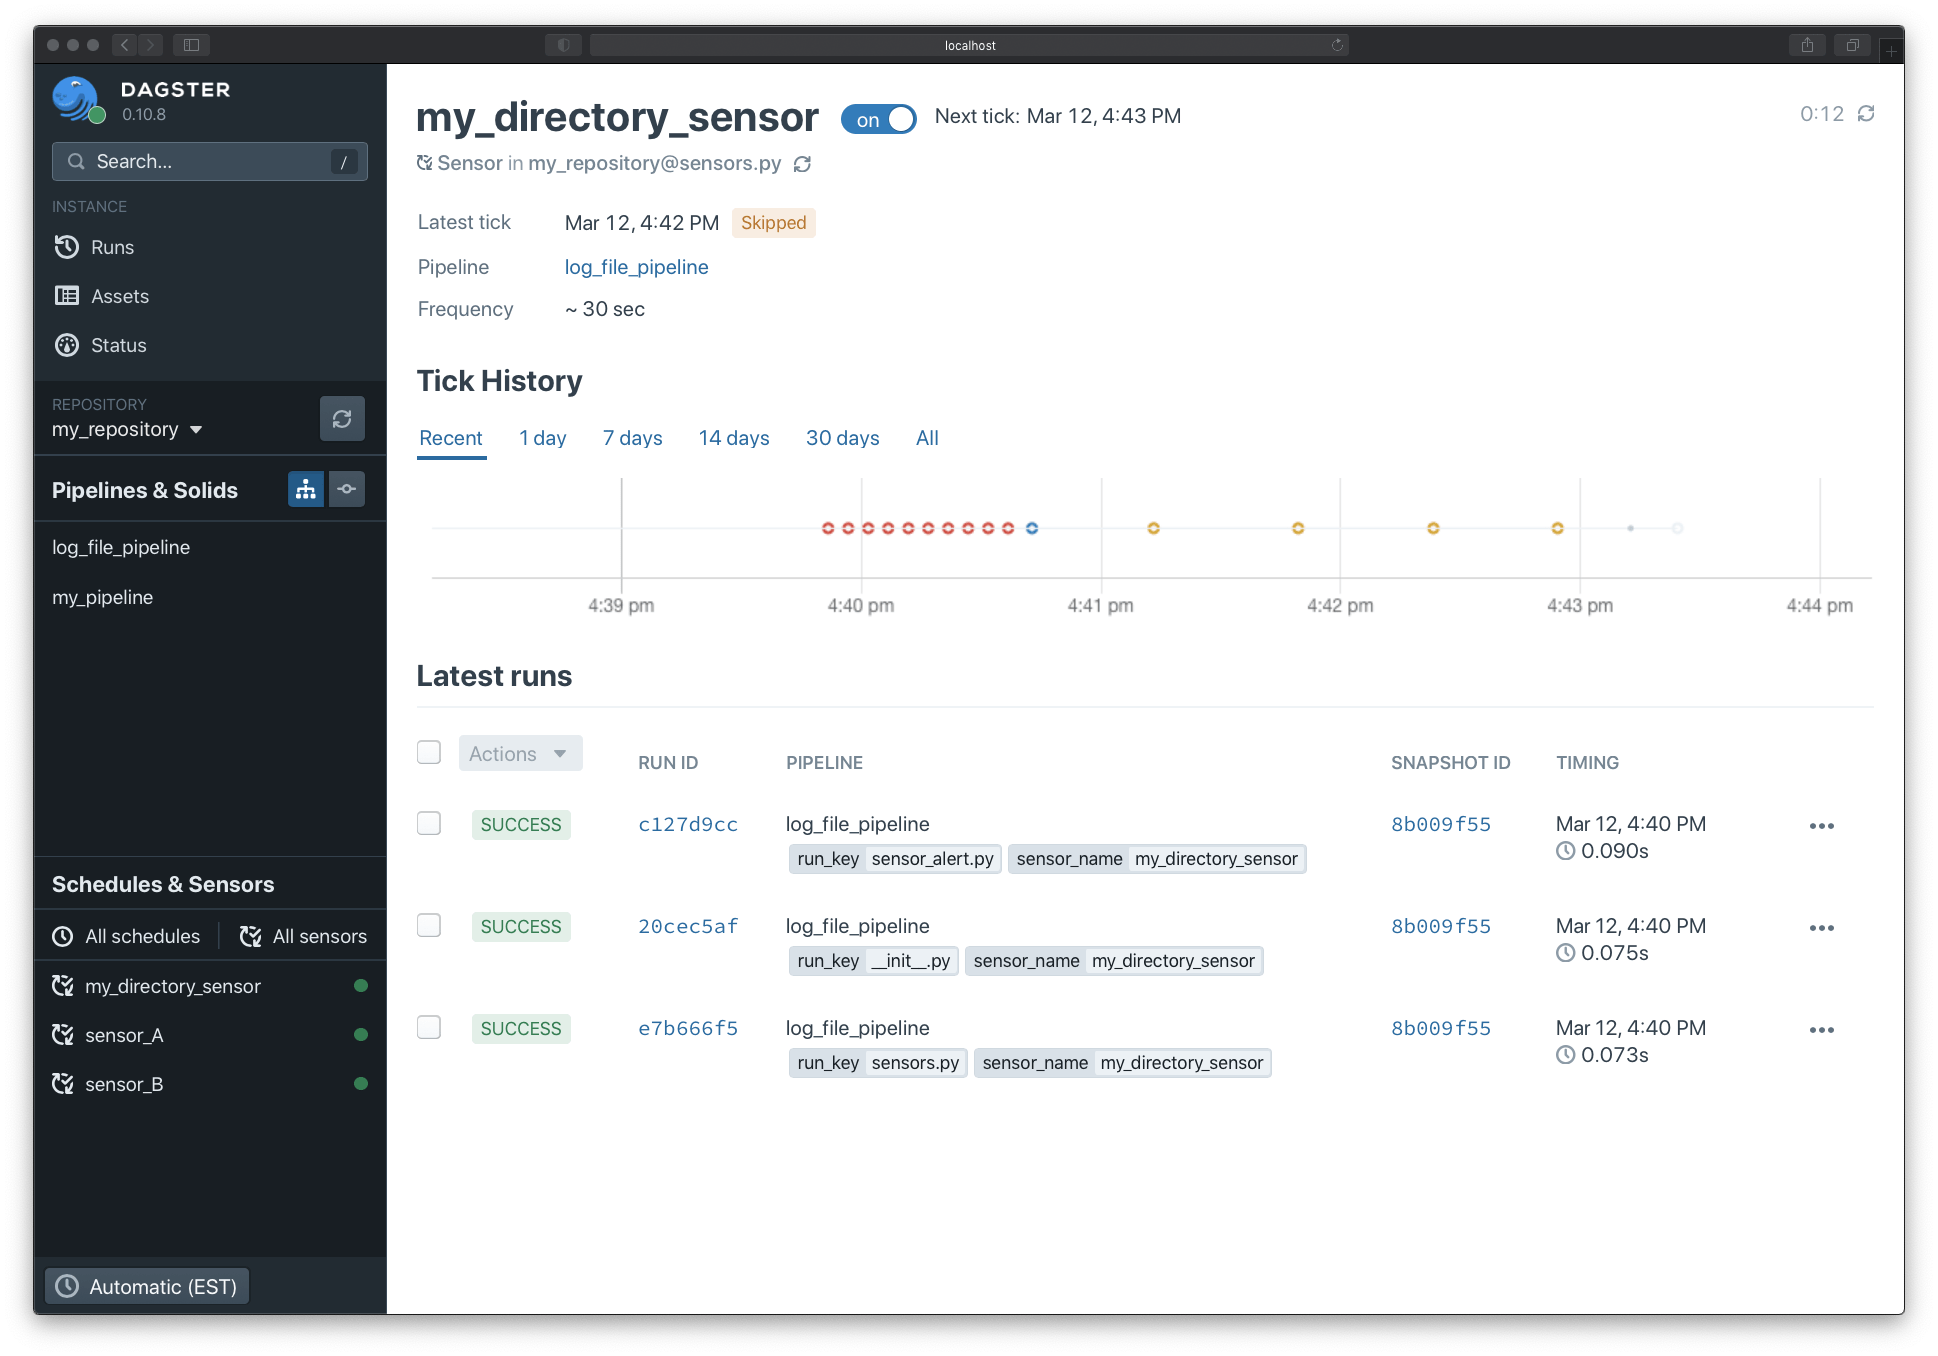 localhost
DAGSTER
0.10.8
Search... /
INSTANCE
Runs
Assets
Status
REPOSITORY
my_repository
Pipelines & Solids
log_file_pipeline
my_pipeline
Schedules & Sensors
All schedules All sensors
my_directory_sensor
sensor_A
sensor_B
Automatic (EST)
my_directory_sensor on Next tick: Mar 12, 4:43 PM 0:12
Sensor in my_repository@sensors.py
Latest tick Mar 12, 4:42 PM Skipped
Pipeline log_file_pipeline
Frequency ~ 30 sec
Tick History
Recent 1 day 7 days 14 days 30 days All
4:39 pm 4:40 pm 4:41 pm 4:42 pm 4:43 pm 4:44 pm
Latest runs
Actions RUN ID PIPELINE SNAPSHOT ID TIMING
SUCCESS c127d9cc log_file_pipeline 8b009f55 Mar 12, 4:40 PM
run_key sensor_alert.py sensor_name my_directory_sensor 0.090s
SUCCESS 20cec5af log_file_pipeline 8b009f55 Mar 12, 4:40 PM
run_key __init__.py sensor_name my_directory_sensor 0.075s
SUCCESS e7b666f5 log_file_pipeline 8b009f55 Mar 12, 4:40 PM
run_key sensors.py sensor_name my_directory_sensor 0.073s